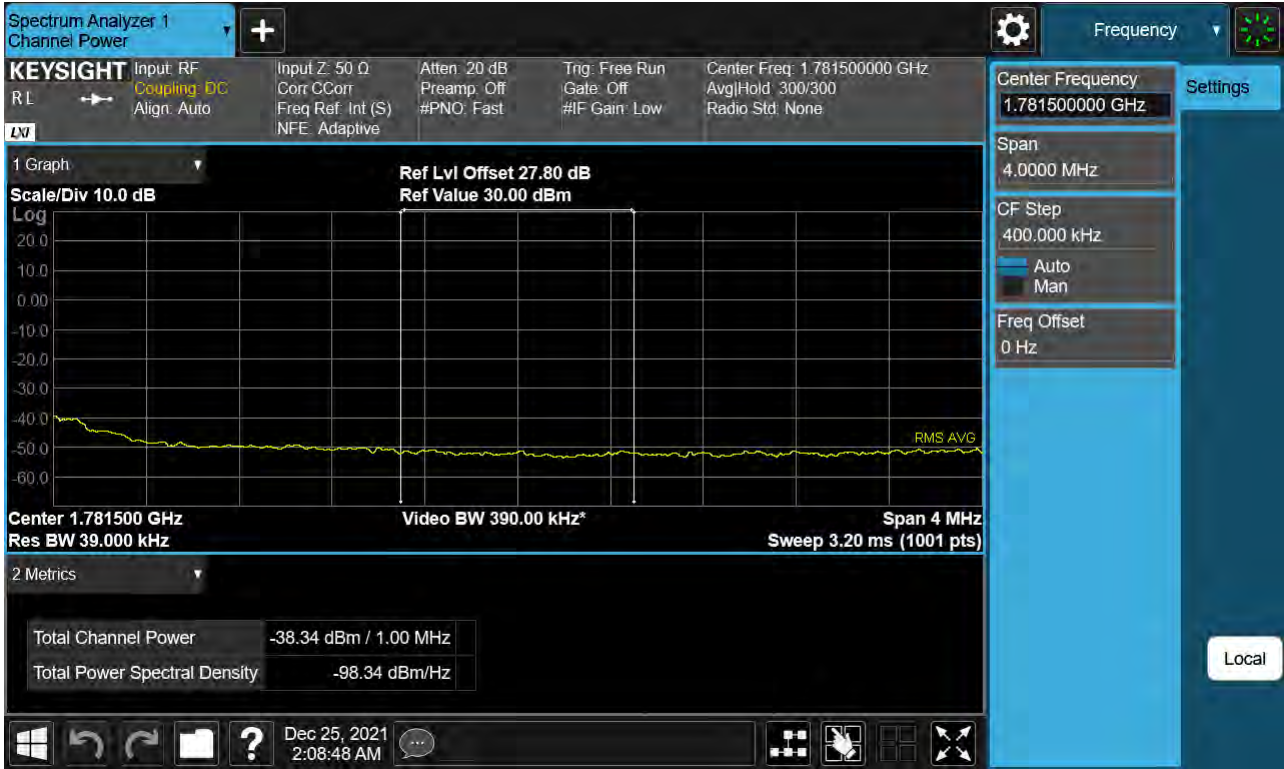 Spectrum Analyzer 1
Channel Power
Frequency
KEYSIGHT
R L
LXI
Input: RF
Coupling: DC
Align: Auto
Input Z: 50 Ω
Corr CCorr
Freq Ref: Int (S)
NFE: Adaptive
Atten: 20 dB
Preamp: Off
#PNO: Fast
Trig: Free Run
Gate: Off
#IF Gain: Low
Center Freq: 1.781500000 GHz
Avg|Hold: 300/300
Radio Std: None
Center Frequency
1.781500000 GHz
Settings
Span
4.0000 MHz
CF Step
400.000 kHz
Auto
Man
Freq Offset
0 Hz
Local
1 Graph
Scale/Div 10.0 dB
Ref Lvl Offset 27.80 dB
Ref Value 30.00 dBm
Log
20.0
10.0
0.00
-10.0
-20.0
-30.0
-40.0
-50.0
-60.0
RMS AVG
Center 1.781500 GHz
Video BW 390.00 kHz*
Span 4 MHz
Res BW 39.000 kHz
Sweep 3.20 ms (1001 pts)
2 Metrics
Total Channel Power -38.34 dBm / 1.00 MHz
Total Power Spectral Density -98.34 dBm/Hz
?
Dec 25, 2021
2:08:48 AM